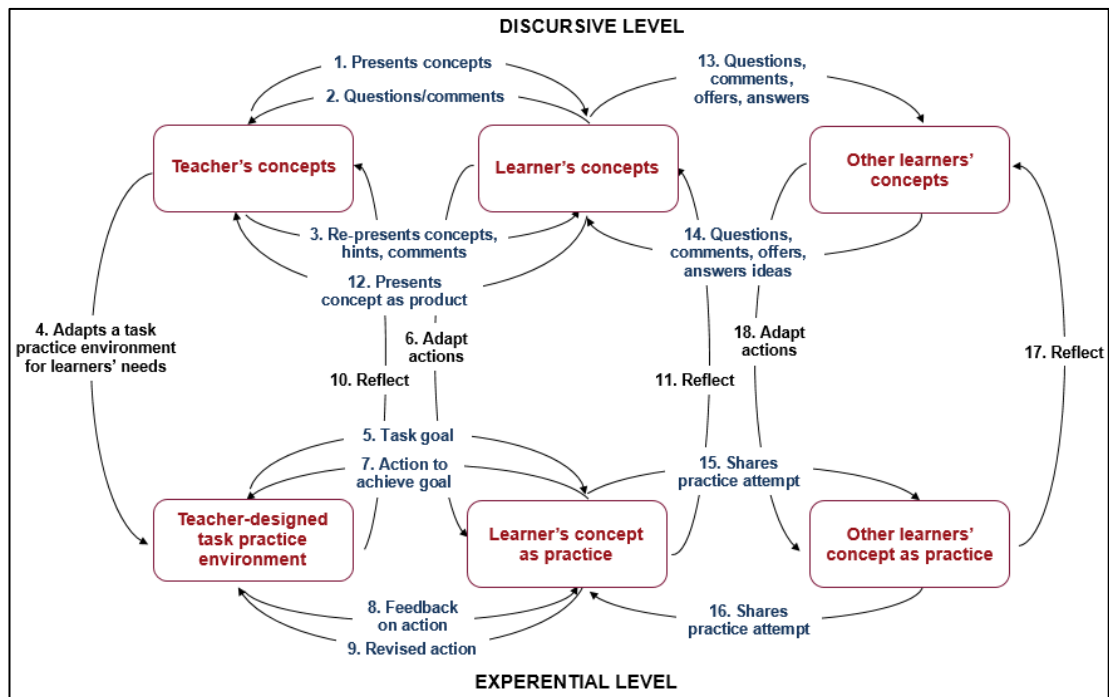 DISCURSIVE LEVEL
1. Presents concepts
2. Questions/comments
13. Questions,
comments,
offers, answers
Teacher's concepts
Learner's concepts
Other learners'
concepts
3. Re-presents concepts,
hints, comments
14. Questions,
comments, offers,
answers ideas
12. Presents
concept as product
4. Adapts a task
practice environment
for learners' needs
6. Adapt
actions
18. Adapt
actions
17. Reflect
10. Reflect
11. Reflect
5. Task goal
7. Action to
achieve goal
15. Shares
practice attempt
Teacher-designed
task practice
environment
Learner's concept
as practice
Other learners'
concept as practice
8. Feedback
on action
9. Revised action
16. Shares
practice attempt
EXPERIENTIAL LEVEL